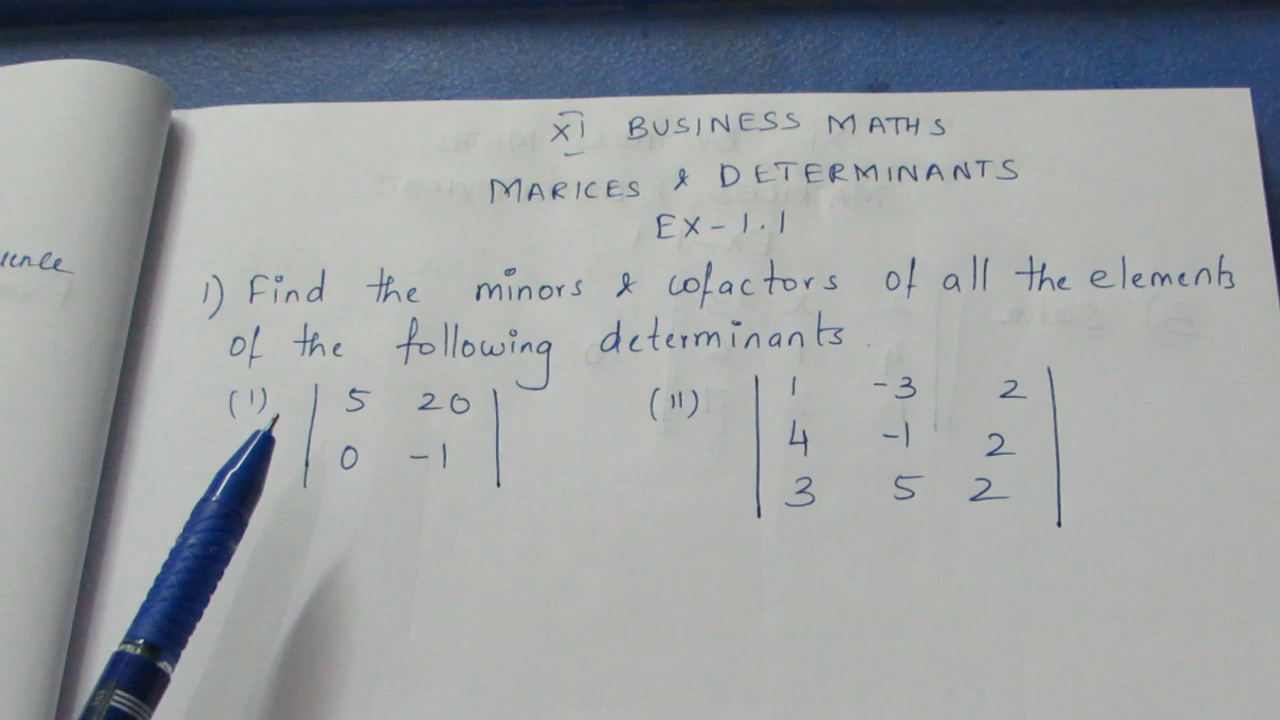 XI BUSINESS MATHS
MARICES & DETERMINANTS
EX-1.1
1) Find the minors & cofactors of all the elements
of the following determinants.
(I) | 5 20 | (II) | 1 -3 2 |
0 -1 4 -1 2
3 5 2